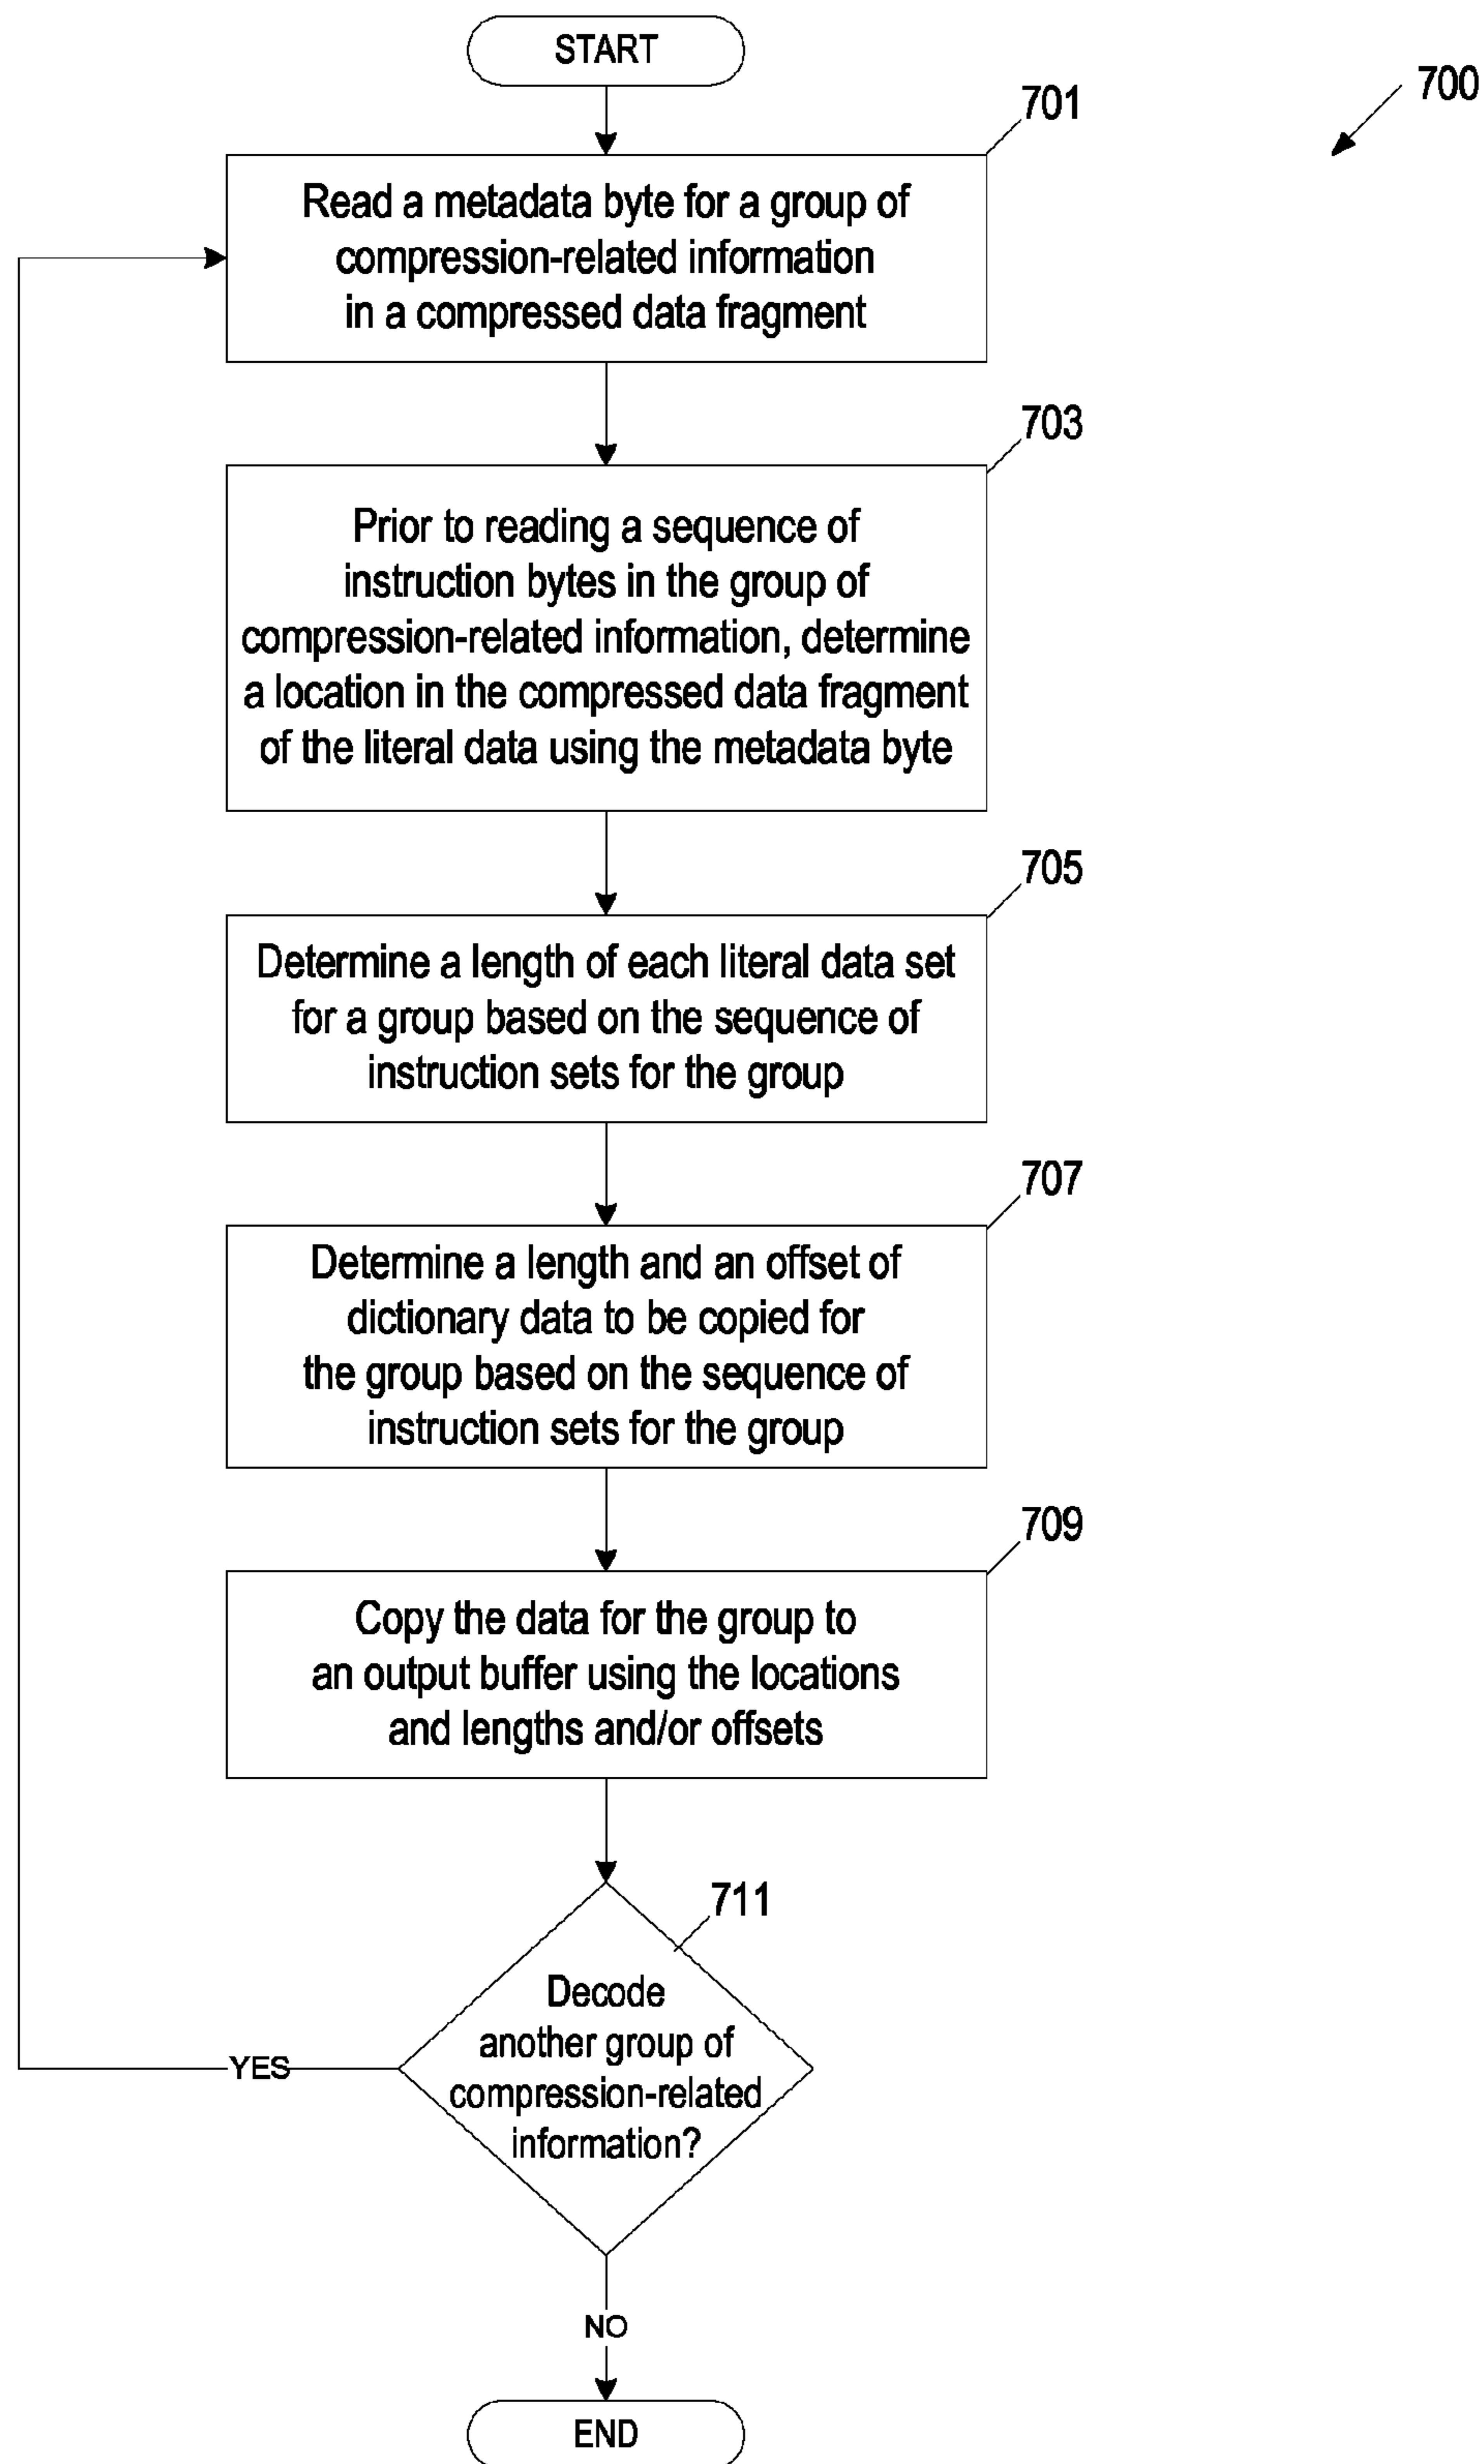 START
700
701
Read a metadata byte for a group of
compression-related information
in a compressed data fragment
703
Prior to reading a sequence of
instruction bytes in the group of
compression-related information, determine
a location in the compressed data fragment
of the literal data using the metadata byte
705
Determine a length of each literal data set
for a group based on the sequence of
instruction sets for the group
707
Determine a length and an offset of
dictionary data to be copied for
the group based on the sequence of
instruction sets for the group
709
Copy the data for the group to
an output buffer using the locations
and lengths and/or offsets
711
Decode
another group of
compression-related
information?
YES
NO
END